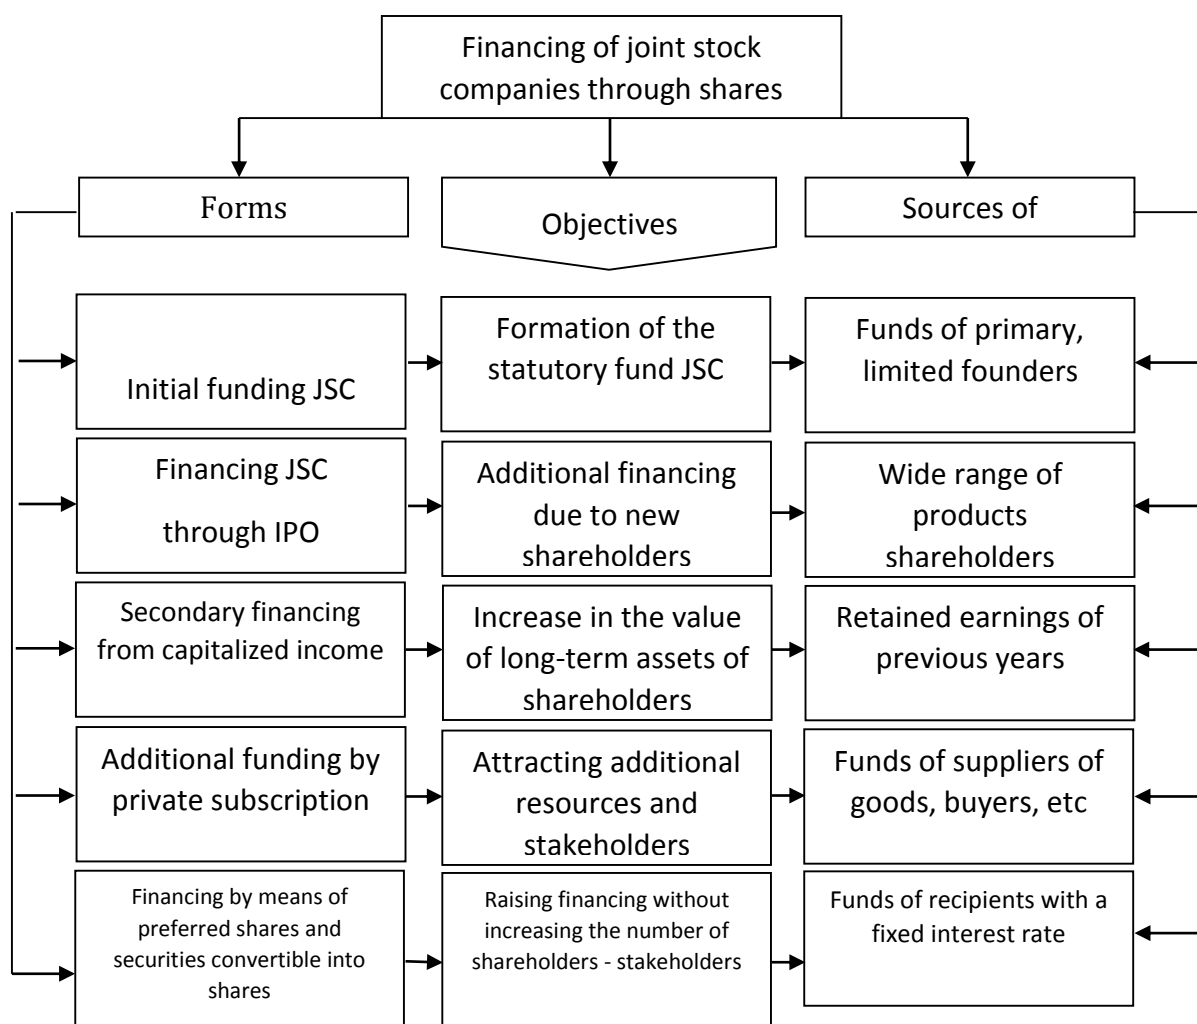 Financing of joint stock
companies through shares
Forms
Objectives
Sources of
Initial funding JSC
Formation of the
statutory fund JSC
Funds of primary,
limited founders
Financing JSC
through IPO
Additional financing
due to new
shareholders
Wide range of
products
shareholders
Secondary financing
from capitalized income
Increase in the value
of long-term assets of
shareholders
Retained earnings of
previous years
Additional funding by
private subscription
Attracting additional
resources and
stakeholders
Funds of suppliers of
goods, buyers, etc
Financing by means of
preferred shares and
securities convertible into
shares
Raising financing without
increasing the number of
shareholders - stakeholders
Funds of recipients with a
fixed interest rate